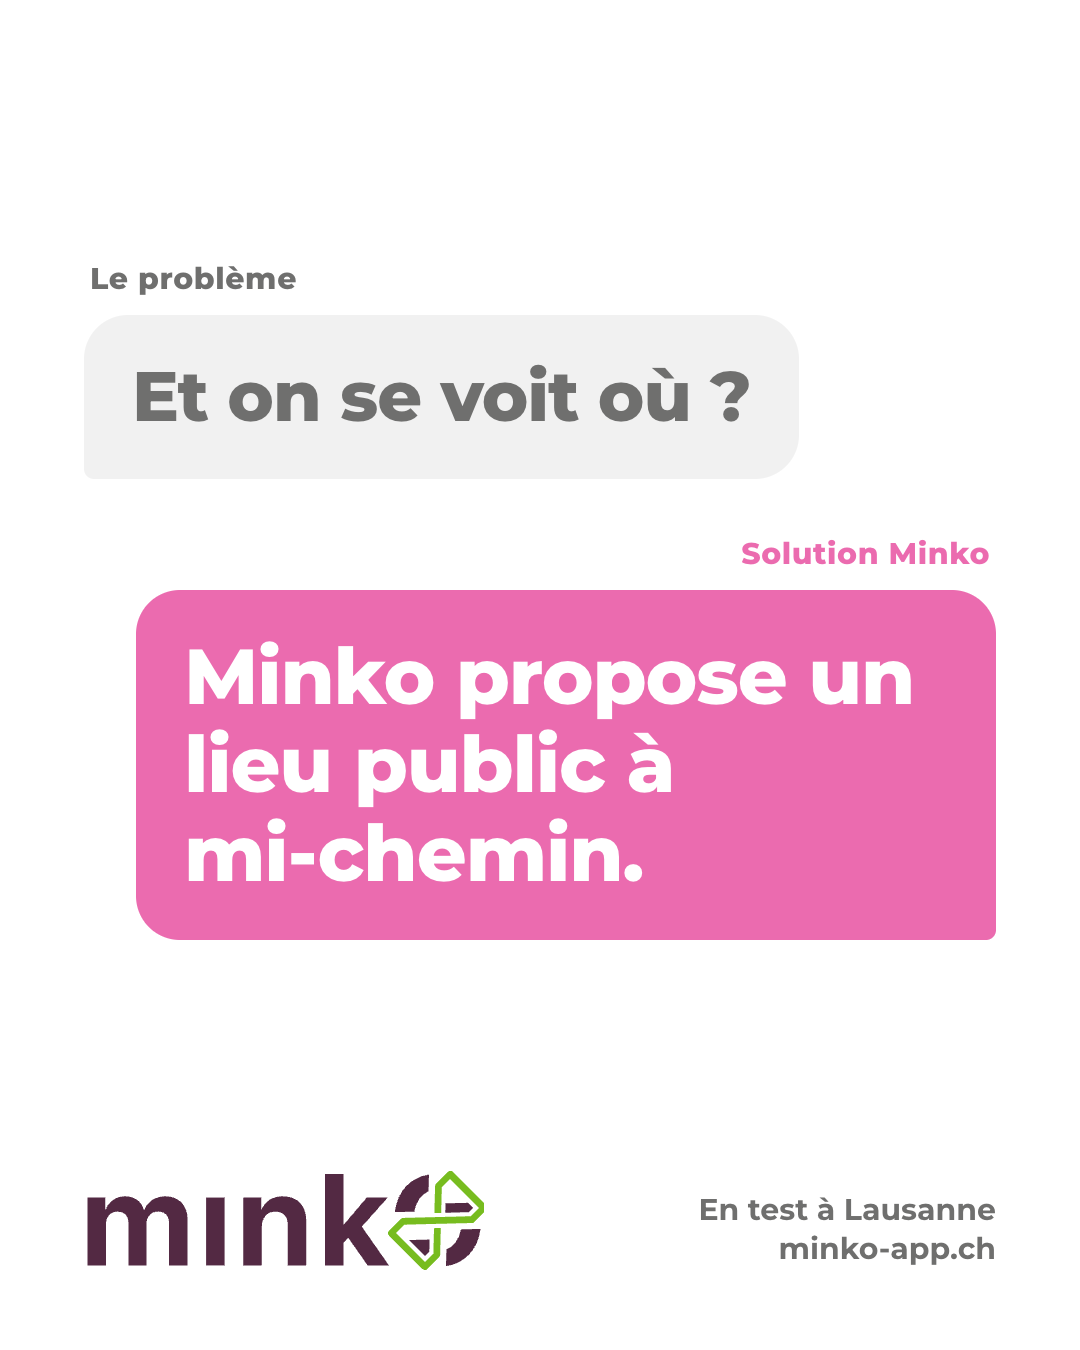 Le problème
Et on se voit où ?
Solution Minko
Minko propose un
lieu public à
mi-chemin.
minko
En test à Lausanne
minko-app.ch